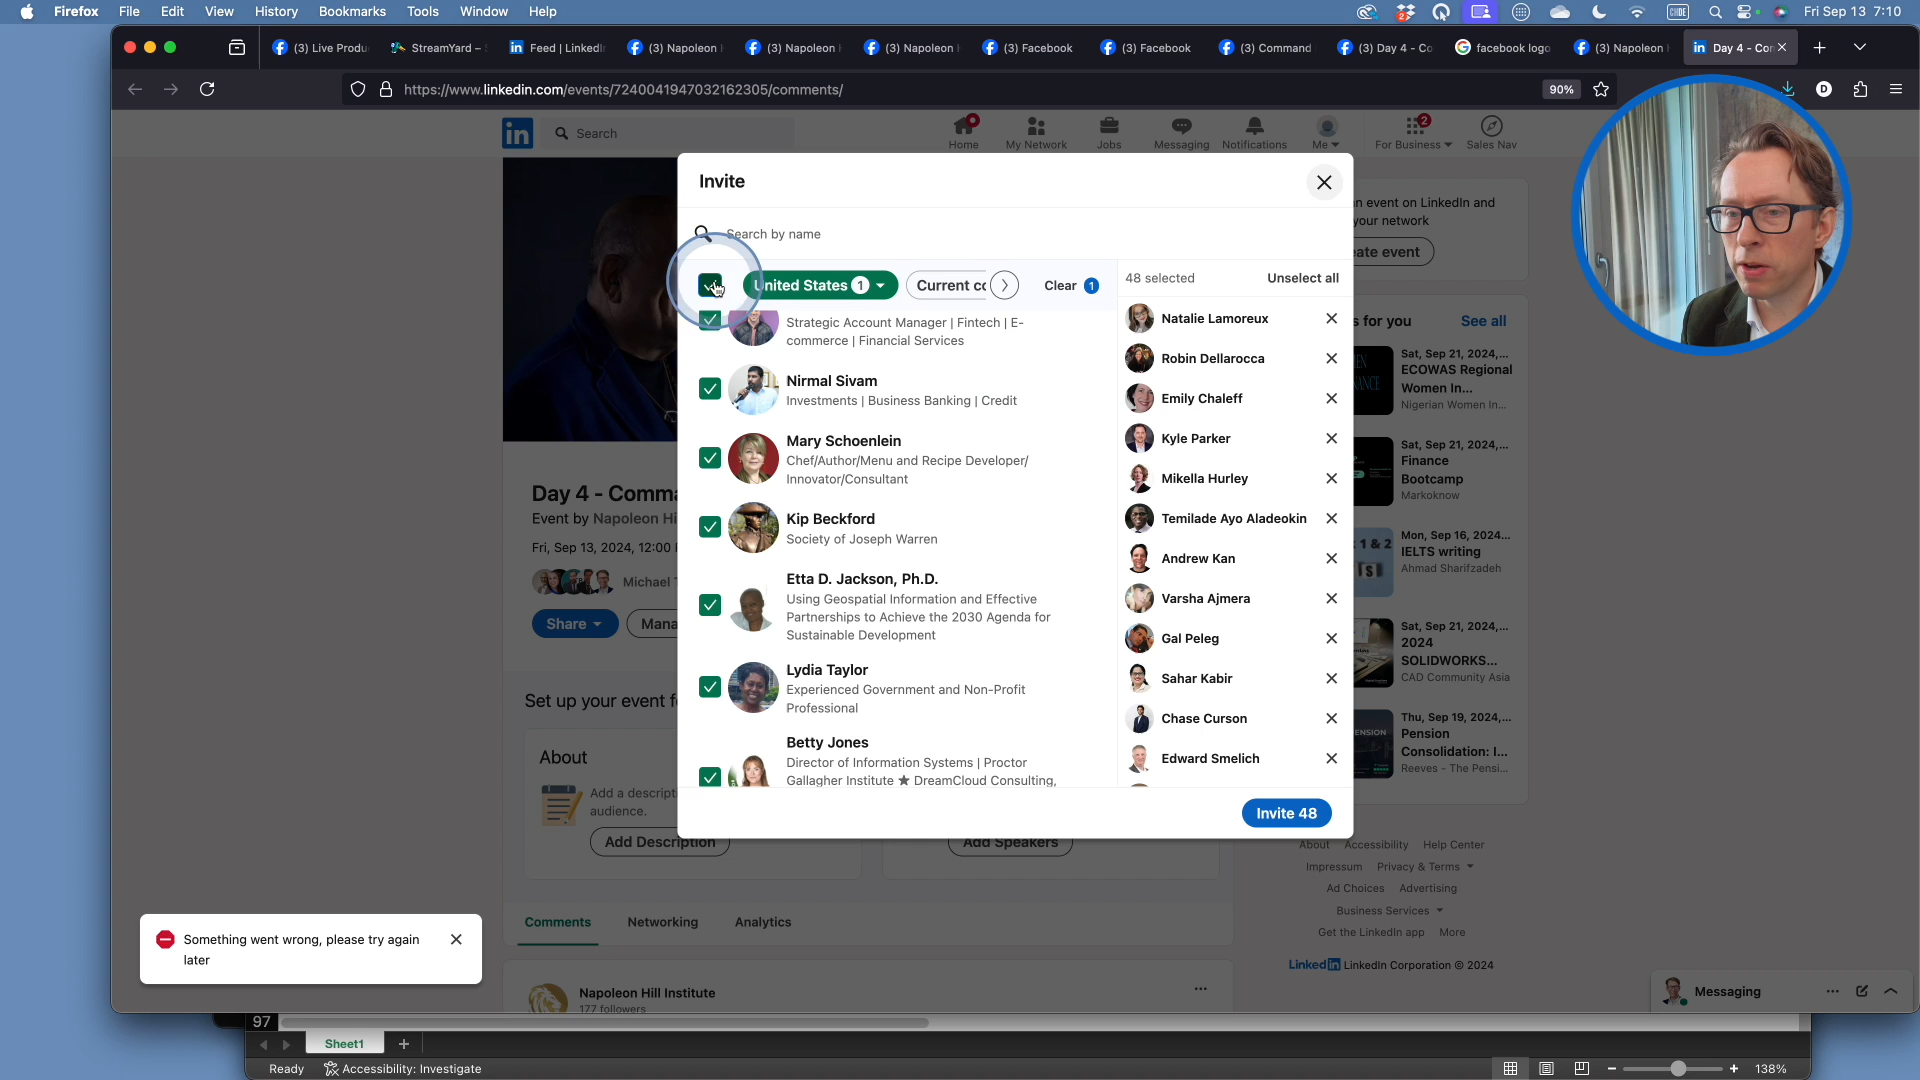 Firefox File Edit View History Bookmarks Tools Window Help
Fri Sep 13 7:10
(3) Live Produ
StreamYard –
Feed | LinkedI
(3) Napoleon
(3) Napoleon
(3) Napoleon
(3) Facebook
(3) Facebook
(3) Command
(3) Day 4 - Co
facebook logo
(3) Napoleon
Day 4 - Con
https://www.linkedin.com/events/7240041947032162305/comments/
90%
D
Search
Home
My Network
Jobs
Messaging
Notifications
Me
2
For Business
Sales Nav
Invite
Search by name
United States 1
Current co
Clear 1
Strategic Account Manager | Fintech | E-
commerce | Financial Services
Nirmal Sivam
Investments | Business Banking | Credit
Mary Schoenlein
Chef/Author/Menu and Recipe Developer/
Innovator/Consultant
Kip Beckford
Society of Joseph Warren
Etta D. Jackson, Ph.D.
Using Geospatial Information and Effective
Partnerships to Achieve the 2030 Agenda for
Sustainable Development
Lydia Taylor
Experienced Government and Non-Profit
Professional
Betty Jones
Director of Information Systems | Proctor
Gallagher Institute ★ DreamCloud Consulting,
48 selected
Unselect all
Natalie Lamoreux
Robin Dellarocca
Emily Chaleff
Kyle Parker
Mikella Hurley
Temilade Ayo Aladeokin
Andrew Kan
Varsha Ajmera
Gal Peleg
Sahar Kabir
Chase Curson
Edward Smelich
Invite 48
Day 4 - Comma
Event by Napoleon Hi
Fri, Sep 13, 2024, 12:00
Michael
Share
Mana
Set up your event f
About
Add a descript
audience.
Add Description
Add Speakers
Comments
Networking
Analytics
Napoleon Hill Institute
177 followers
n event on LinkedIn and
your network
eate event
s for you
See all
Sat, Sep 21, 2024,...
ECOWAS Regional
Women In...
Nigerian Women In...
Sat, Sep 21, 2024,...
Finance
Bootcamp
Markoknow
Mon, Sep 16, 2024...
IELTS writing
Ahmad Sharifzadeh
Sat, Sep 21, 2024,...
2024
SOLIDWORKS...
CAD Community Asia
Thu, Sep 19, 2024,...
Pension
Consolidation: I...
Reeves - The Pensi...
About Accessibility Help Center
Impressum Privacy & Terms
Ad Choices Advertising
Business Services
Get the LinkedIn app More
LinkedIn LinkedIn Corporation © 2024
Something went wrong, please try again
later
Messaging
97
Sheet1
Ready
Accessibility: Investigate
138%